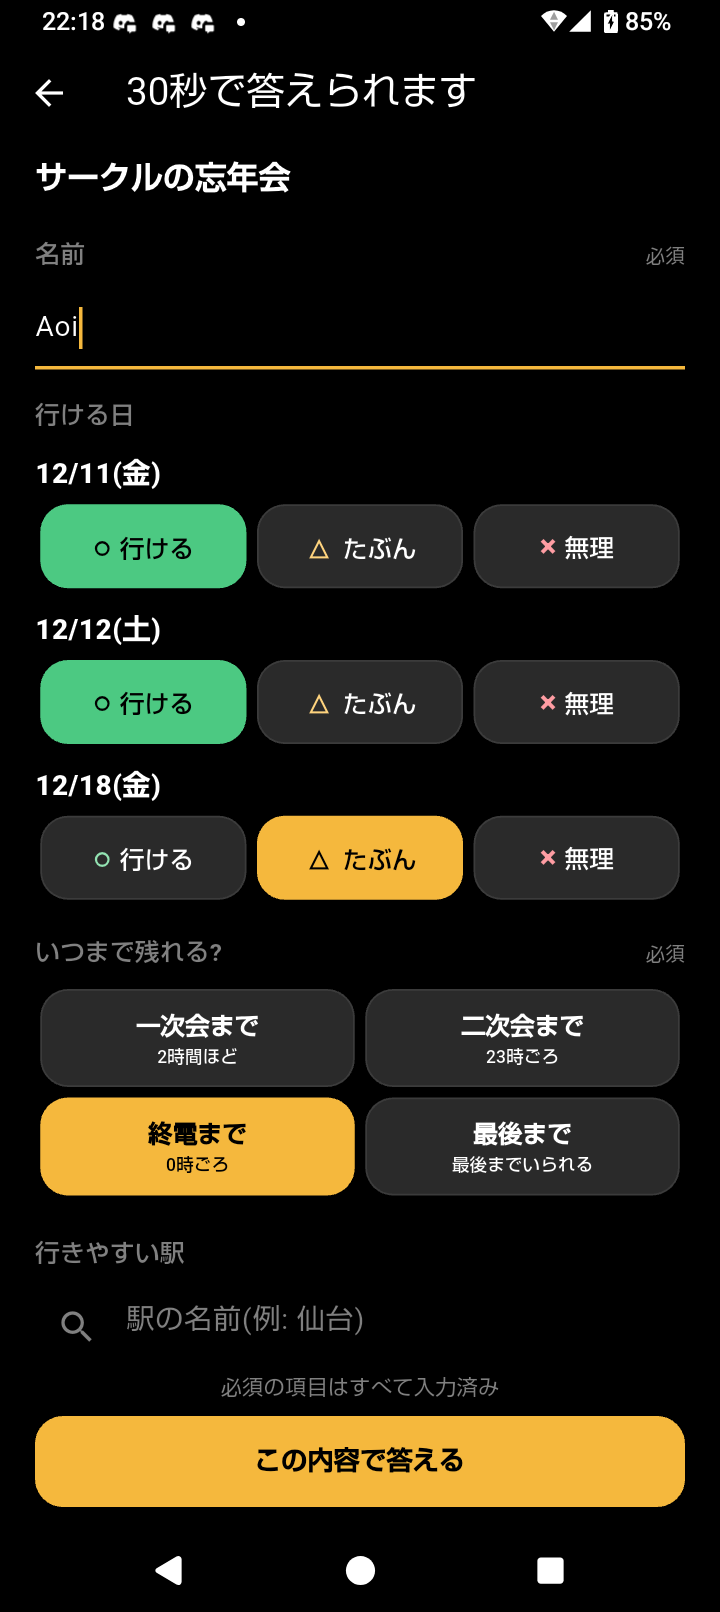 22:18
85%
30秒で答えられます
サークルの忘年会
名前 必須
Aoi
行ける日
12/11(金)
○ 行ける △ たぶん × 無理
12/12(土)
○ 行ける △ たぶん × 無理
12/18(金)
○ 行ける △ たぶん × 無理
いつまで残れる? 必須
一次会まで
2時間ほど
二次会まで
23時ごろ
終電まで
0時ごろ
最後まで
最後までいられる
行きやすい駅
駅の名前(例: 仙台)
必須の項目はすべて入力済み
この内容で答える